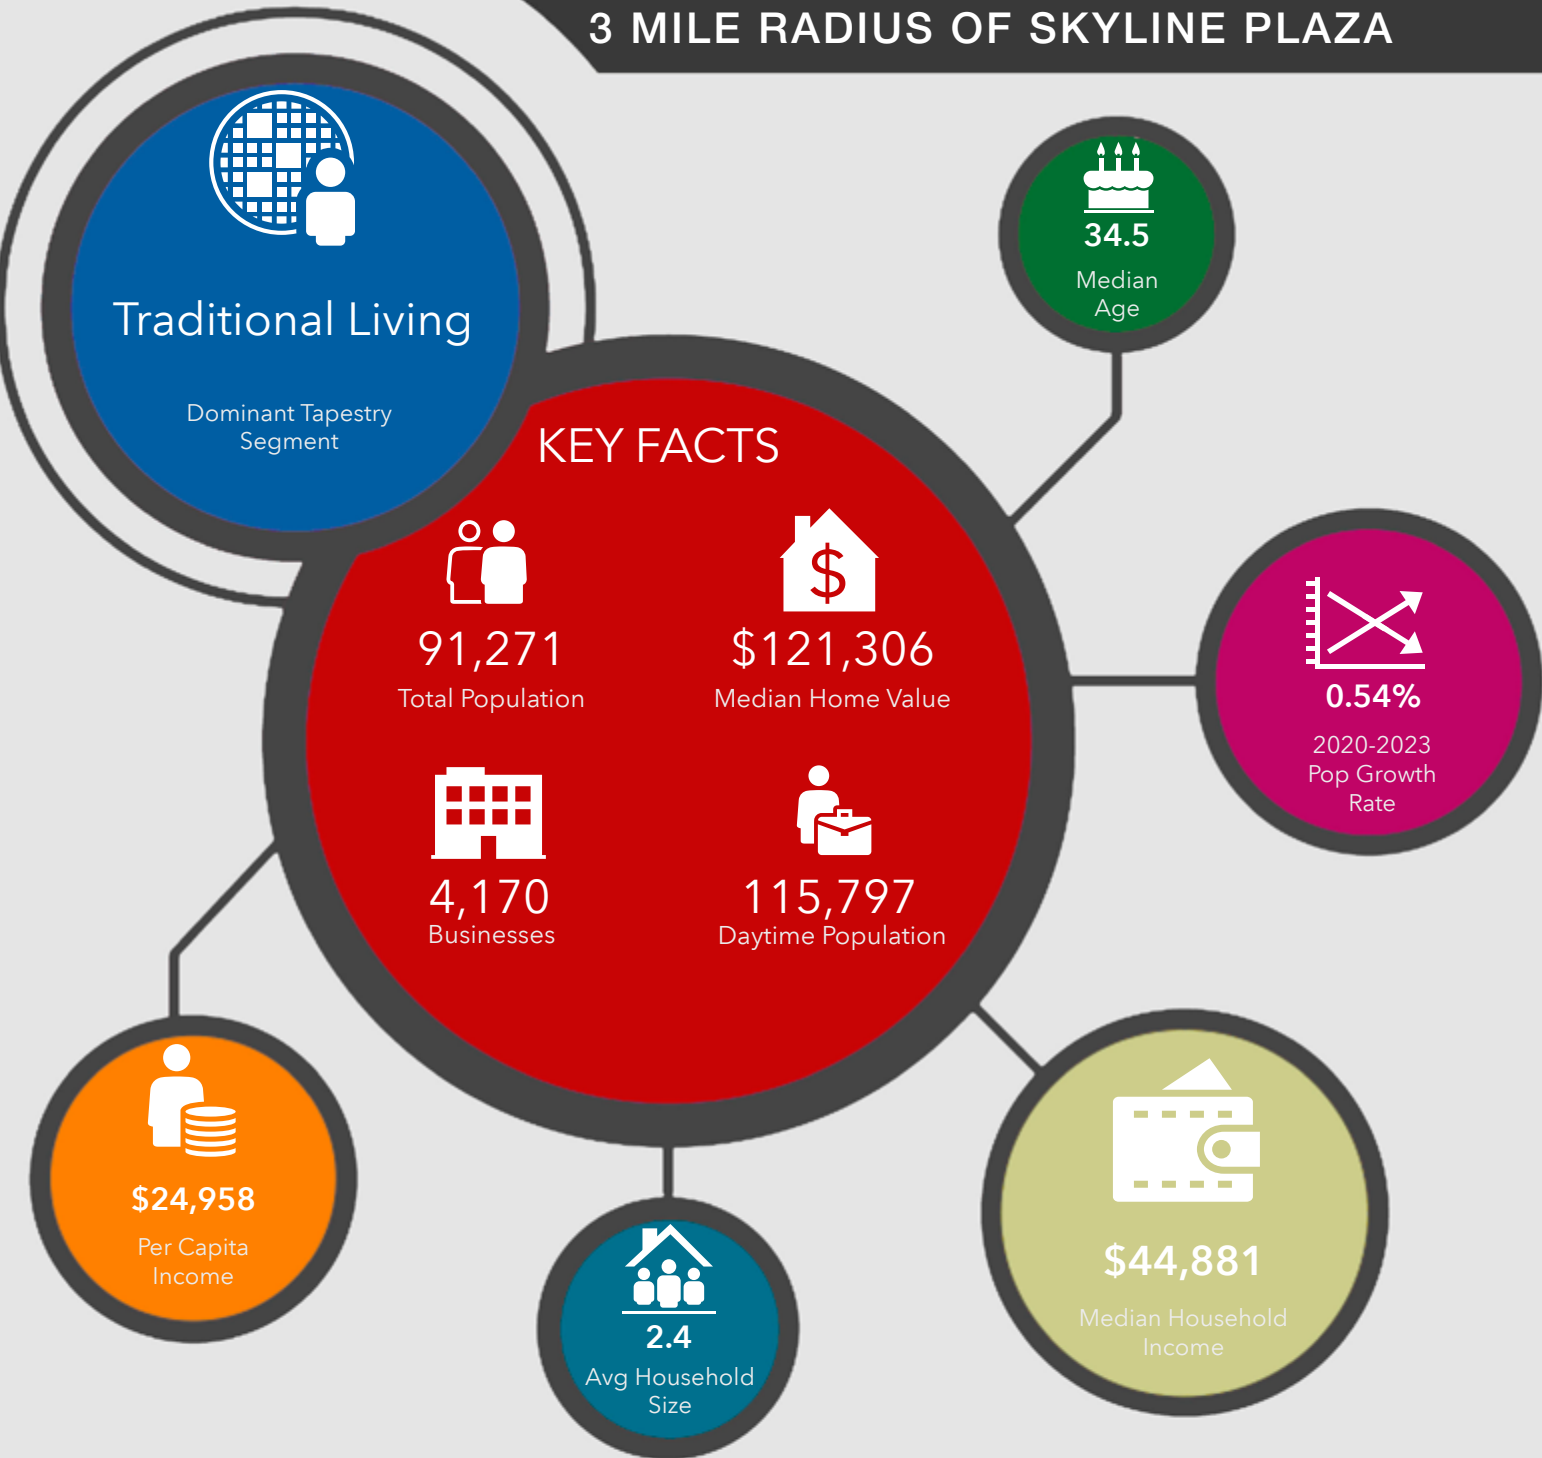 3 MILE RADIUS OF SKYLINE PLAZA
Traditional Living
Dominant Tapestry
Segment
34.5
Median
Age
KEY FACTS
$
91,271
Total Population
$121,306
Median Home Value
4,170
Businesses
115,797
Daytime Population
0.54%
2020-2023
Pop Growth
Rate
$24,958
Per Capita
Income
2.4
Avg Household
Size
$44,881
Median Household
Income